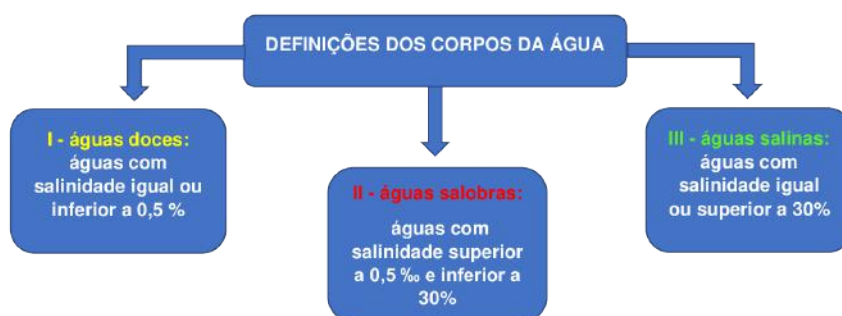 DEFINIÇÕES DOS CORPOS DA ÁGUA
I - águas doces:
águas com
salinidade igual ou
inferior a 0,5 %
II - águas salobras:
águas com
salinidade superior
a 0,5 ‰ e inferior a
30%
III - águas salinas:
águas com
salinidade igual
ou superior a 30%